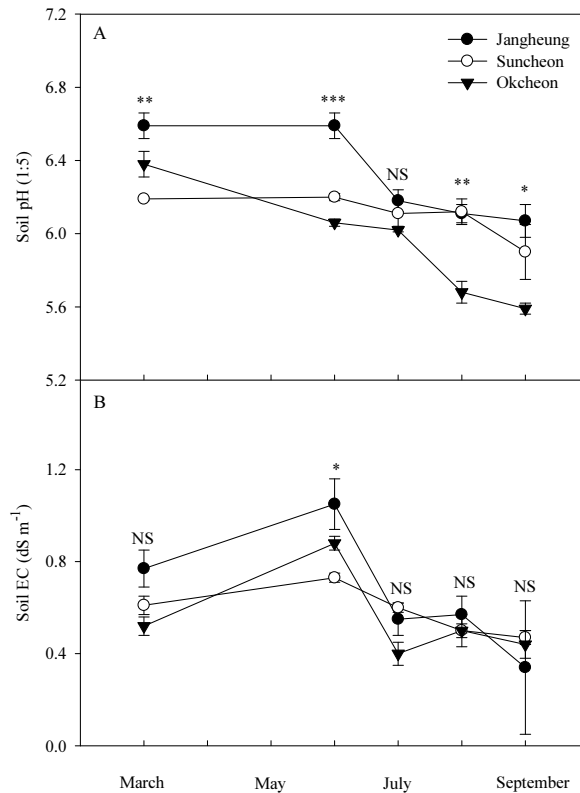 7.2
A
Jangheung
Suncheon
Okcheon
6.8
** *** NS ** *
6.4
Soil pH (1:5)
6.0
5.6
5.2
B
1.2
*
NS NS NS NS
Soil EC (dS m⁻¹)
0.8
0.4
0.0
March May July September